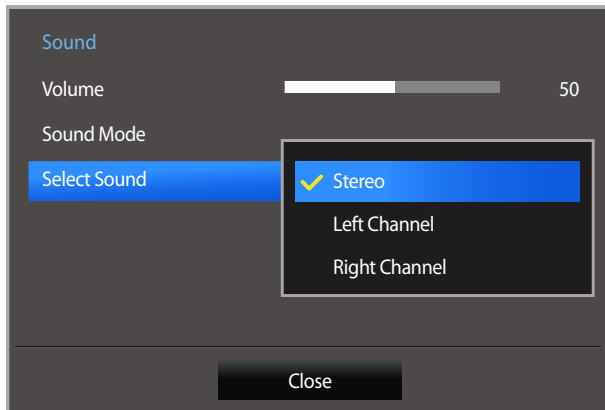 Sound
Volume 50
Sound Mode
Select Sound
Stereo
Left Channel
Right Channel
Close